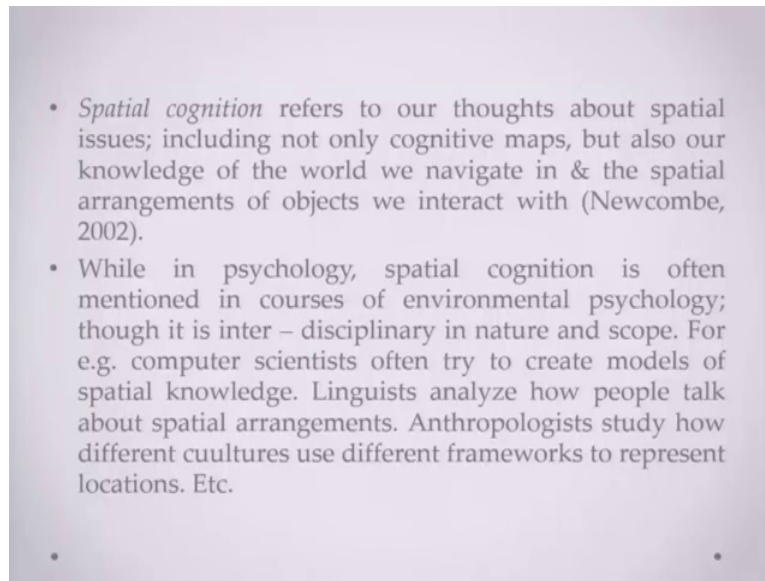 • Spatial cognition refers to our thoughts about spatial
issues; including not only cognitive maps, but also our
knowledge of the world we navigate in & the spatial
arrangements of objects we interact with (Newcombe,
2002).
• While in psychology, spatial cognition is often
mentioned in courses of environmental psychology;
though it is inter – disciplinary in nature and scope. For
e.g. computer scientists often try to create models of
spatial knowledge. Linguists analyze how people talk
about spatial arrangements. Anthropologists study how
different cuultures use different frameworks to represent
locations. Etc.